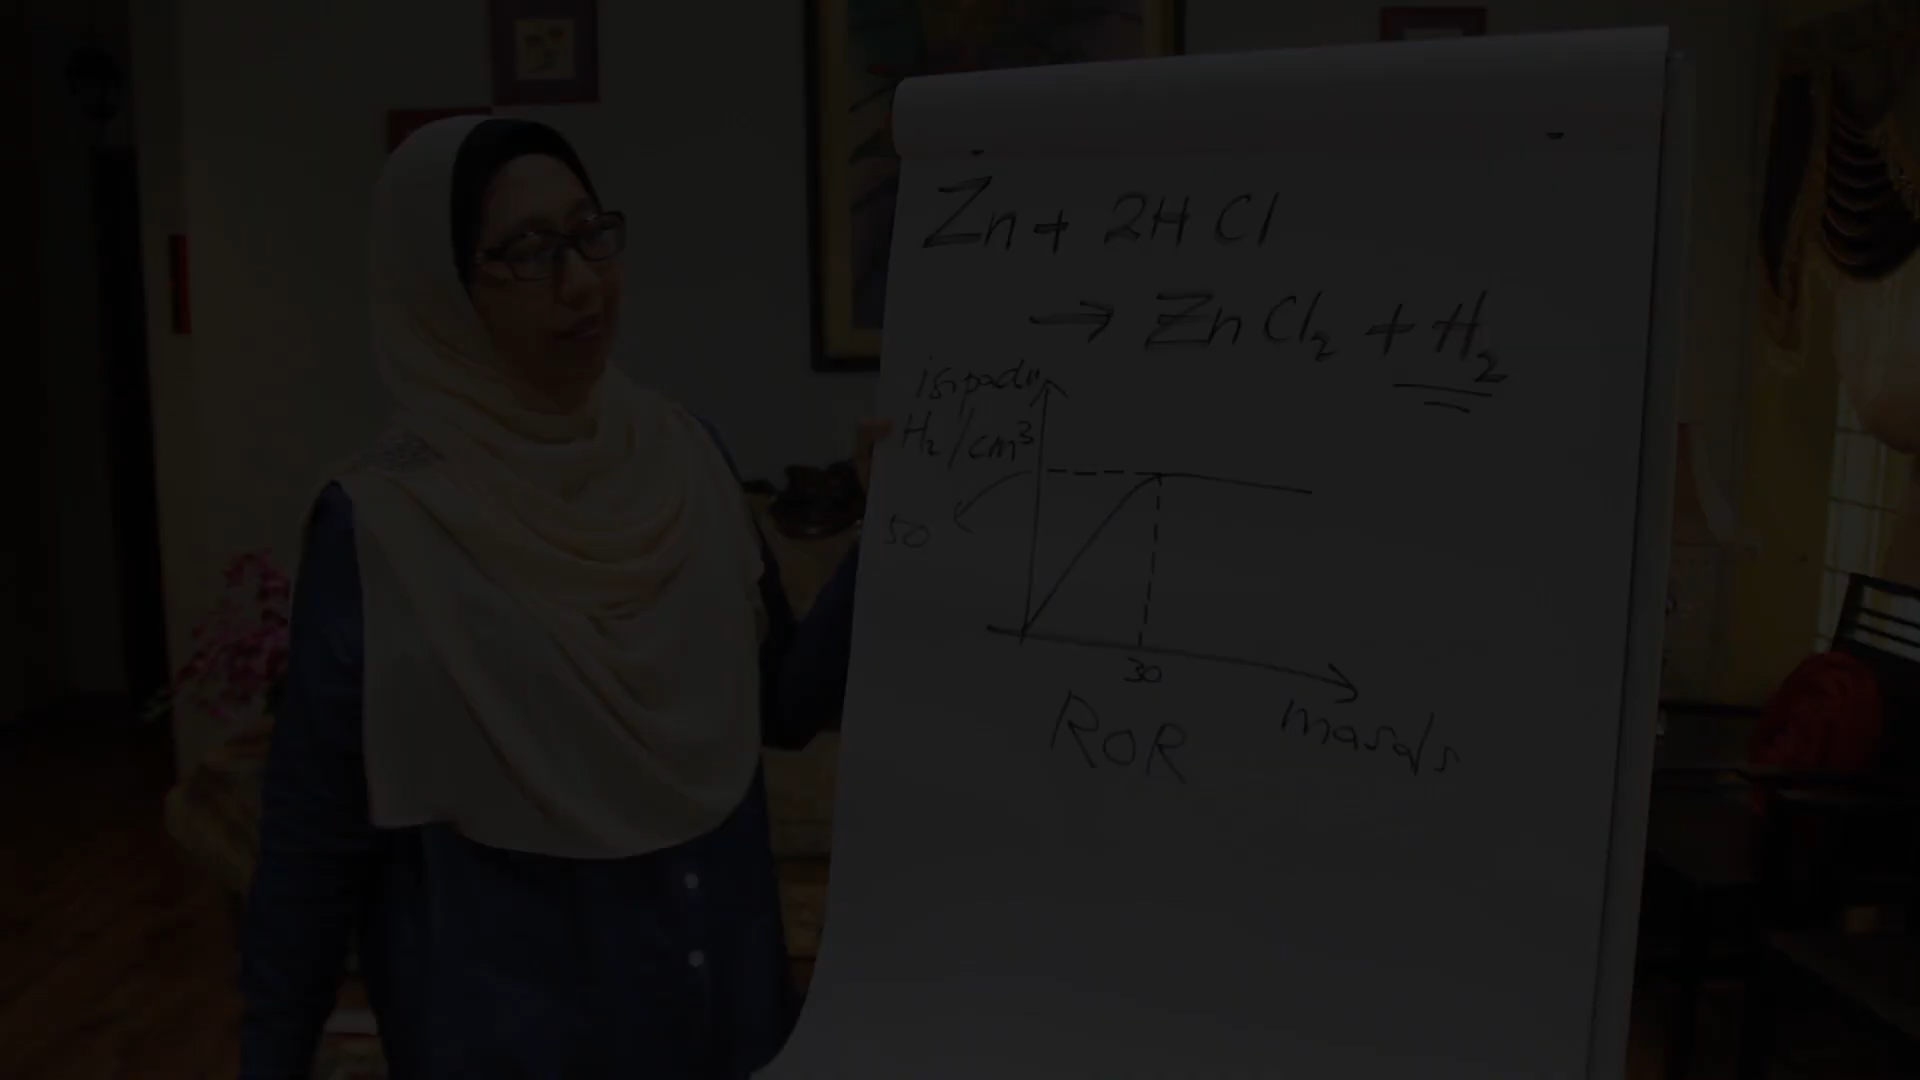 Zn + 2HCl
→ ZnCl₂ + H₂
isipadu
H₂/cm³
50
30
masa/s
ROR